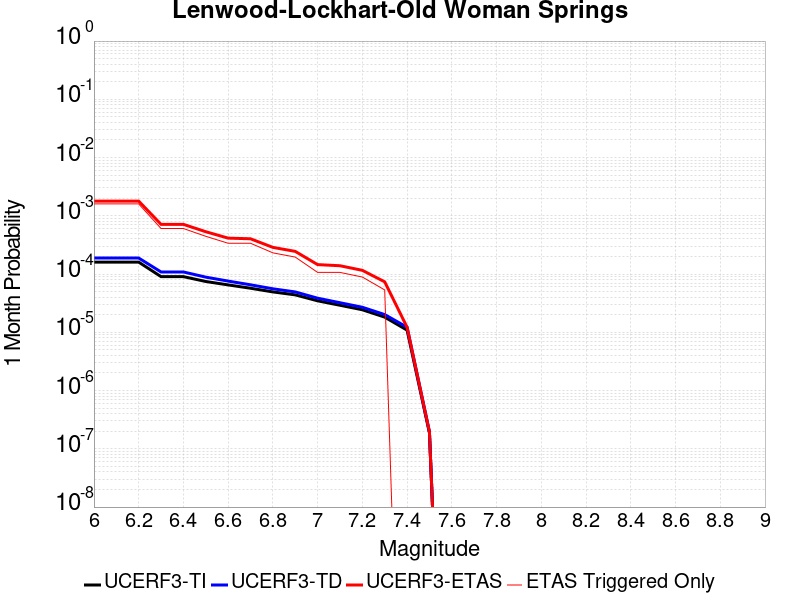 Lenwood-Lockhart-Old Woman Springs
10^0
10^-1
10^-2
10^-3
10^-4
10^-5
10^-6
10^-7
10^-8
1 Month Probability
6 6.2 6.4 6.6 6.8 7 7.2 7.4 7.6 7.8 8 8.2 8.4 8.6 8.8 9
Magnitude
UCERF3-TI UCERF3-TD UCERF3-ETAS ETAS Triggered Only